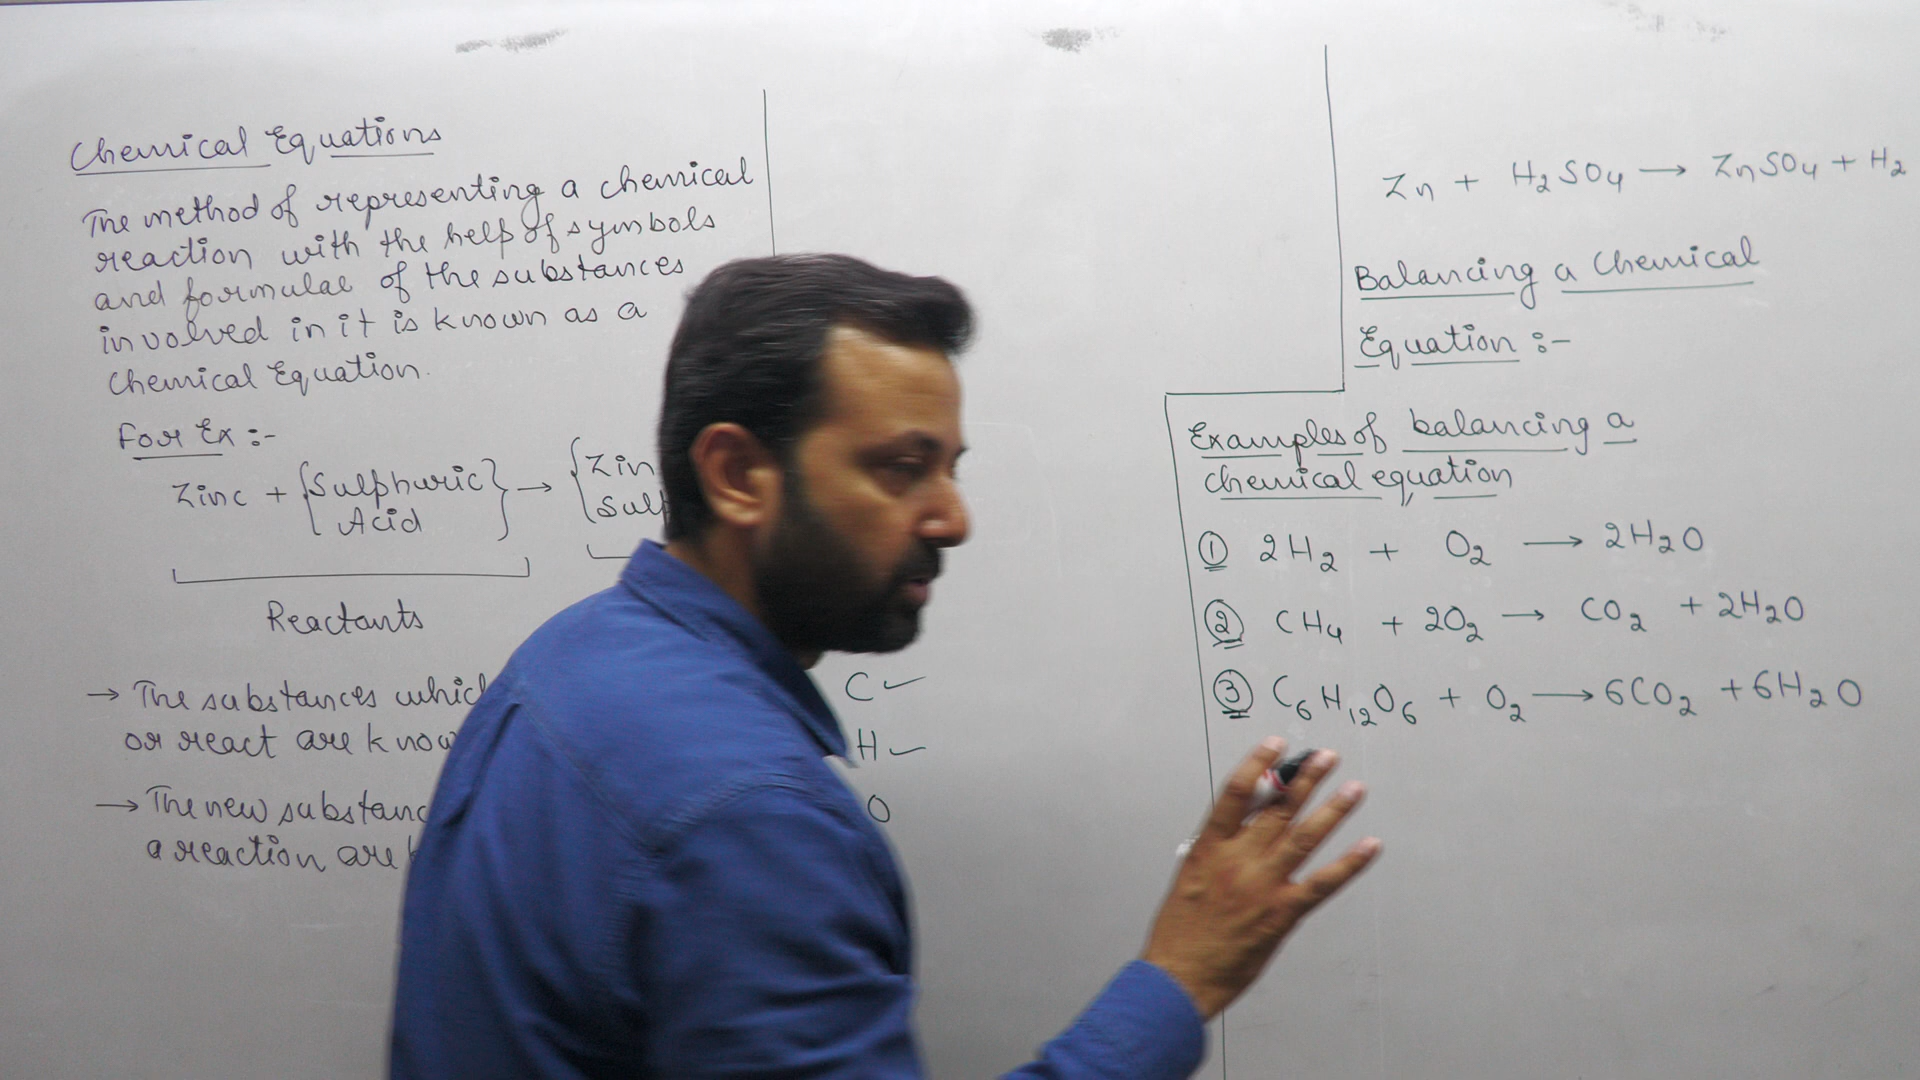 Chemical Equations
The method of representing a chemical
reaction with the help of symbols
and formulae of the substances
involved in it is known as a
Chemical Equation.
For Ex :-
Zinc + {Sulphuric Acid} → {
Reactants
→ The substances which
or react are
→ The new
a reaction are
C ✓
H ✓
O
Zn + H₂SO₄ → ZnSO₄ + H₂
Balancing a Chemical
Equation :-
Examples of balancing a
chemical equation
① 2H₂ + O₂ → 2H₂O
② CH₄ + 2O₂ → CO₂ + 2H₂O
③ C₆H₁₂O₆ + O₂ → 6CO₂ + 6H₂O